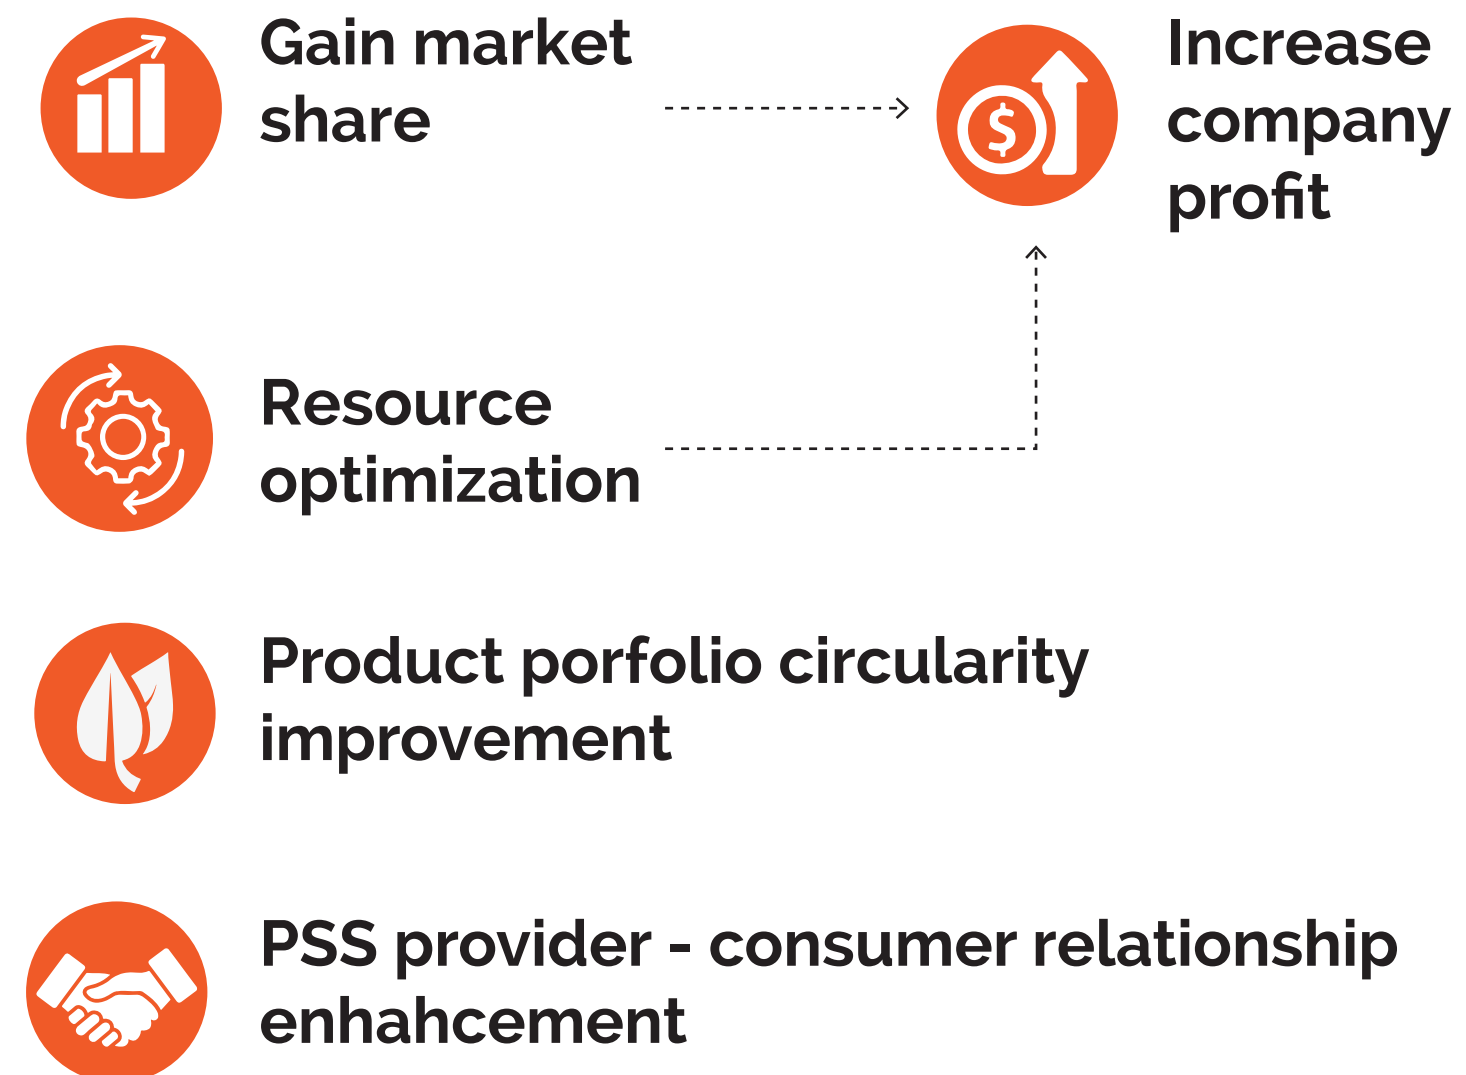 Gain market
share
Increase
company
profit
Resource
optimization
Product porfolio circularity
improvement
PSS provider - consumer relationship
enhahcement
$